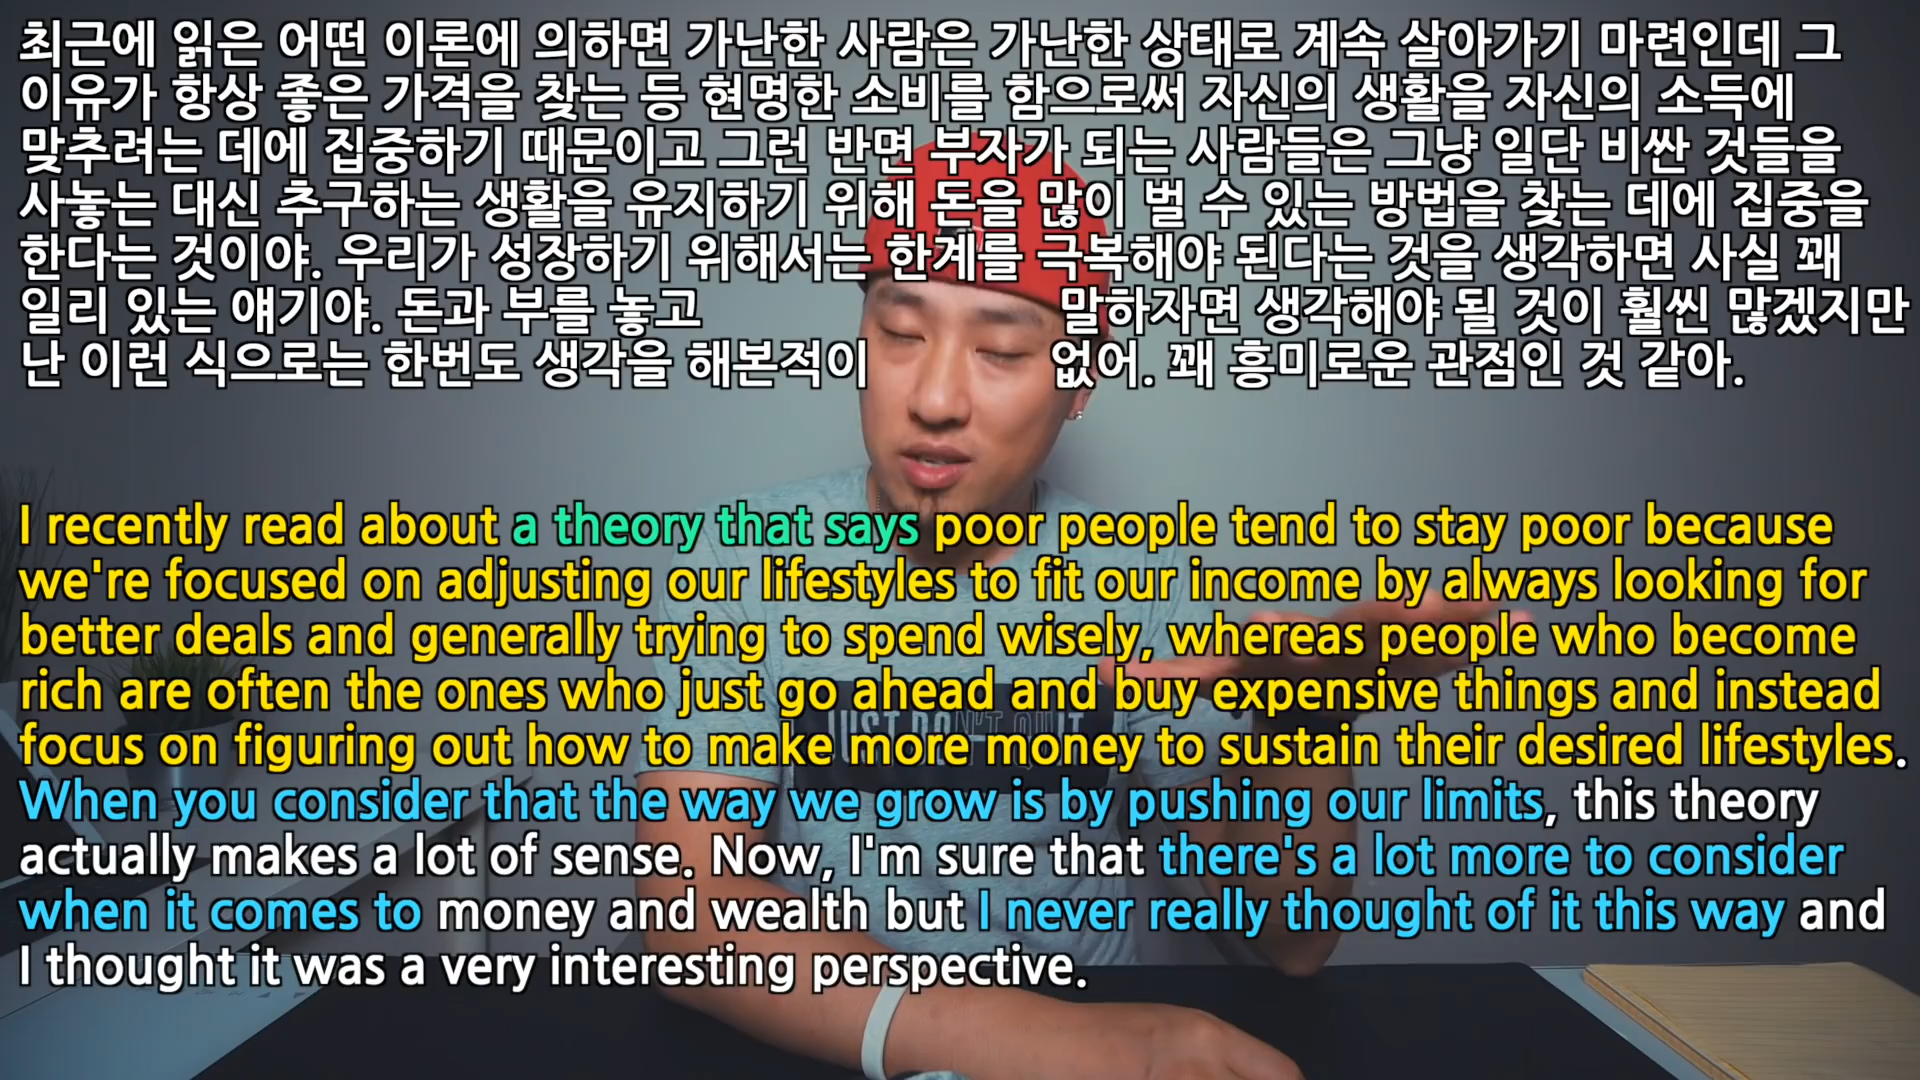 최근에 읽은 어떤 이론에 의하면 가난한 사람은 가난한 상태로 계속 살아가기 마련인데 그
이유가 항상 좋은 가격을 찾는 등 현명한 소비를 함으로써 자신의 생활을 자신의 소득에
맞추려는 데에 집중하기 때문이고 그런 반면 부자가 되는 사람들은 그냥 일단 비싼 것들을
사놓는 대신 추구하는 생활을 유지하기 위해 돈을 많이 벌 수 있는 방법을 찾는 데에 집중을
한다는 것이야. 우리가 성장하기 위해서는 한계를 극복해야 된다는 것을 생각하면 사실 꽤
일리 있는 얘기야. 돈과 부를 놓고 말하자면 생각해야 될 것이 훨씬 많겠지만
난 이런 식으로는 한번도 생각을 해본적이 없어. 꽤 흥미로운 관점인 것 같아.
I recently read about a theory that says poor people tend to stay poor because
we're focused on adjusting our lifestyles to fit our income by always looking for
better deals and generally trying to spend wisely, whereas people who become
rich are often the ones who just go ahead and buy expensive things and instead
JUST DON'T QUIT
focus on figuring out how to make more money to sustain their desired lifestyles.
When you consider that the way we grow is by pushing our limits, this theory
actually makes a lot of sense. Now, I'm sure that there's a lot more to consider
when it comes to money and wealth but I never really thought of it this way and
I thought it was a very interesting perspective.